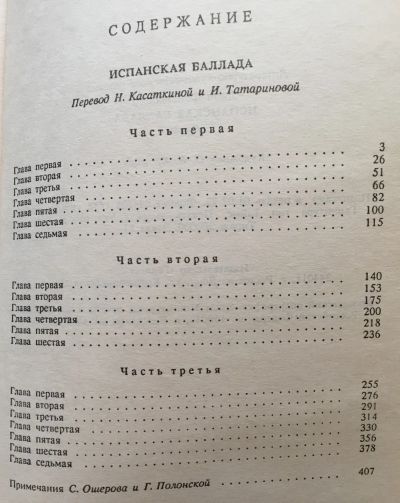 СОДЕРЖАНИЕ
ИСПАНСКАЯ БАЛЛАДА
Перевод Н. Касаткиной и И. Татариновой
Часть первая
Глава первая . . . . . . . . . . 3
Глава вторая . . . . . . . . . . 26
Глава третья . . . . . . . . . . 51
Глава четвертая . . . . . . . . . . 66
Глава пятая . . . . . . . . . . 82
Глава шестая . . . . . . . . . . 100
Глава седьмая . . . . . . . . . . 115
Часть вторая
Глава первая . . . . . . . . . . 140
Глава вторая . . . . . . . . . . 153
Глава третья . . . . . . . . . . 175
Глава четвертая . . . . . . . . . . 200
Глава пятая . . . . . . . . . . 218
Глава шестая . . . . . . . . . . 236
Часть третья
Глава первая . . . . . . . . . . 255
Глава вторая . . . . . . . . . . 276
Глава третья . . . . . . . . . . 291
Глава четвертая . . . . . . . . . . 314
Глава пятая . . . . . . . . . . 330
Глава шестая . . . . . . . . . . 356
Глава седьмая . . . . . . . . . . 378
Примечания С. Ошерова и Г. Полонской . . . . . . . . . . 407